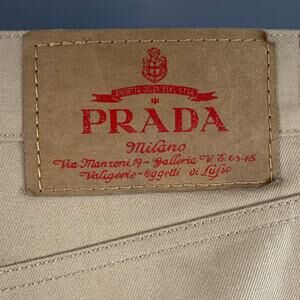 PRADA
Milano
Via Manzoni, 19 - Galleria V. E. 63-65
Valigerie - Oggetti di Lusso